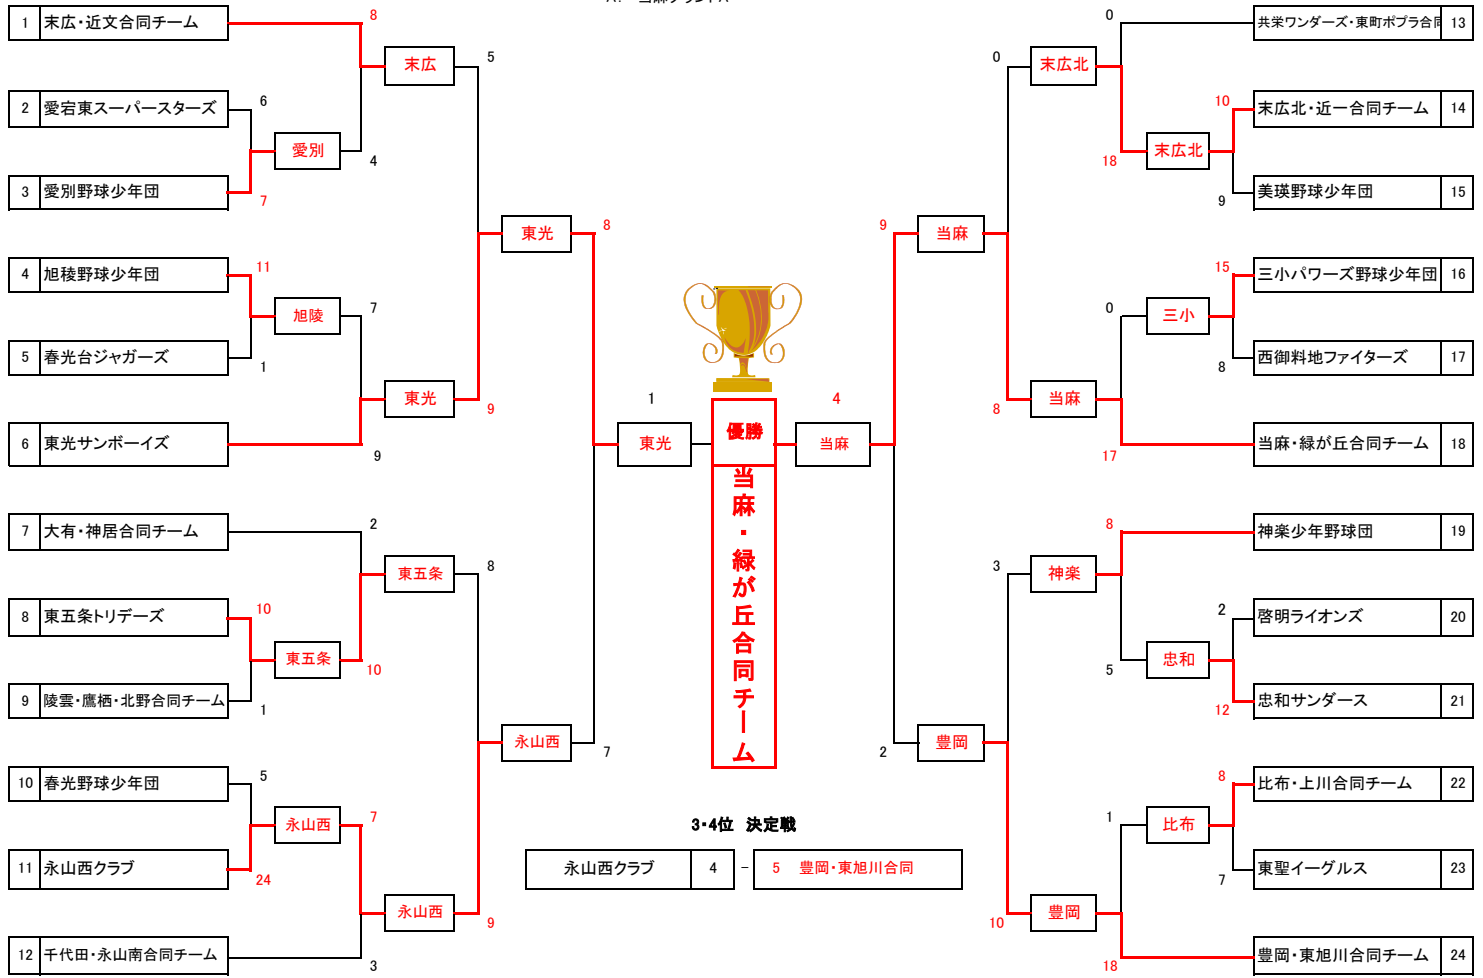 A: 当麻グランドA
1 末広・近文合同チーム
2 愛宕東スーパースターズ
3 愛別野球少年団
4 旭稜野球少年団
5 春光台ジャガーズ
6 東光サンボーイズ
7 大有・神居合同チーム
8 東五条トリデーズ
9 陵雲・鷹栖・北野合同チーム
10 春光野球少年団
11 永山西クラブ
12 千代田・永山南合同チーム
8
6
7
11
1
9
2
10
1
5
24
3
愛別
旭陵
東五条
永山西
4
7
10
7
末広
東光
東五条
永山西
5
9
8
9
東光
永山西
8
7
東光
1
優勝
当麻・緑が丘合同チーム
4
当麻
9
2
当麻
豊岡
0
8
3
10
末広北
当麻
神楽
豊岡
0
18
0
17
8
5
1
18
末広北
三小
忠和
比布
10
9
15
8
2
12
8
7
共栄ワンダーズ・東町ポプラ合同 13
末広北・近一合同チーム 14
美瑛野球少年団 15
三小パワーズ野球少年団 16
西御料地ファイターズ 17
当麻・緑が丘合同チーム 18
神楽少年野球団 19
啓明ライオンズ 20
忠和サンダース 21
比布・上川合同チーム 22
東聖イーグルス 23
豊岡・東旭川合同チーム 24
3・4位 決定戦
永山西クラブ 4 - 5 豊岡・東旭川合同